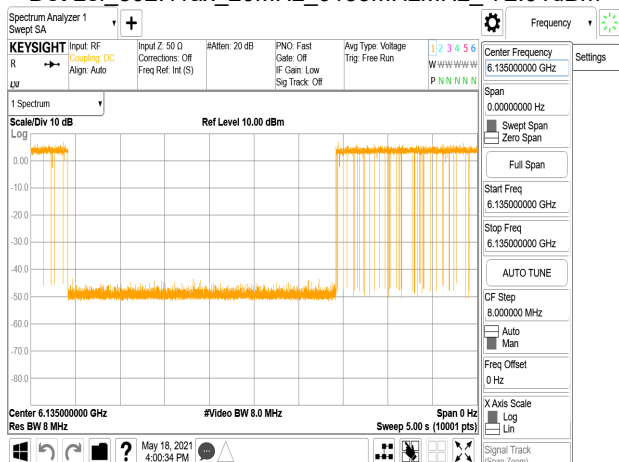 Spectrum Analyzer 1
Swept SA
Frequency
Settings
KEYSIGHT
R
LXI
Input: RF
Coupling: DC
Align: Auto
Input Z: 50 Ω
Corrections: Off
Freq Ref: Int (S)
#Atten: 20 dB
PNO: Fast
Gate: Off
IF Gain: Low
Sig Track: Off
Avg Type: Voltage
Trig: Free Run
1 2 3 4 5 6
W W W W W W
P N N N N N
1 Spectrum
Scale/Div 10 dB
Ref Level 10.00 dBm
Log
0.00
-10.0
-20.0
-30.0
-40.0
-50.0
-60.0
-70.0
-80.0
Center 6.135000000 GHz
#Video BW 8.0 MHz
Span 0 Hz
Res BW 8 MHz
Sweep 5.00 s (10001 pts)
May 18, 2021
4:00:34 PM
Center Frequency
6.135000000 GHz
Span
0.00000000 Hz
Swept Span
Zero Span
Full Span
Start Freq
6.135000000 GHz
Stop Freq
6.135000000 GHz
AUTO TUNE
CF Step
8.000000 MHz
Auto
Man
Freq Offset
0 Hz
X Axis Scale
Log
Lin
Signal Track
(Span Zoom)